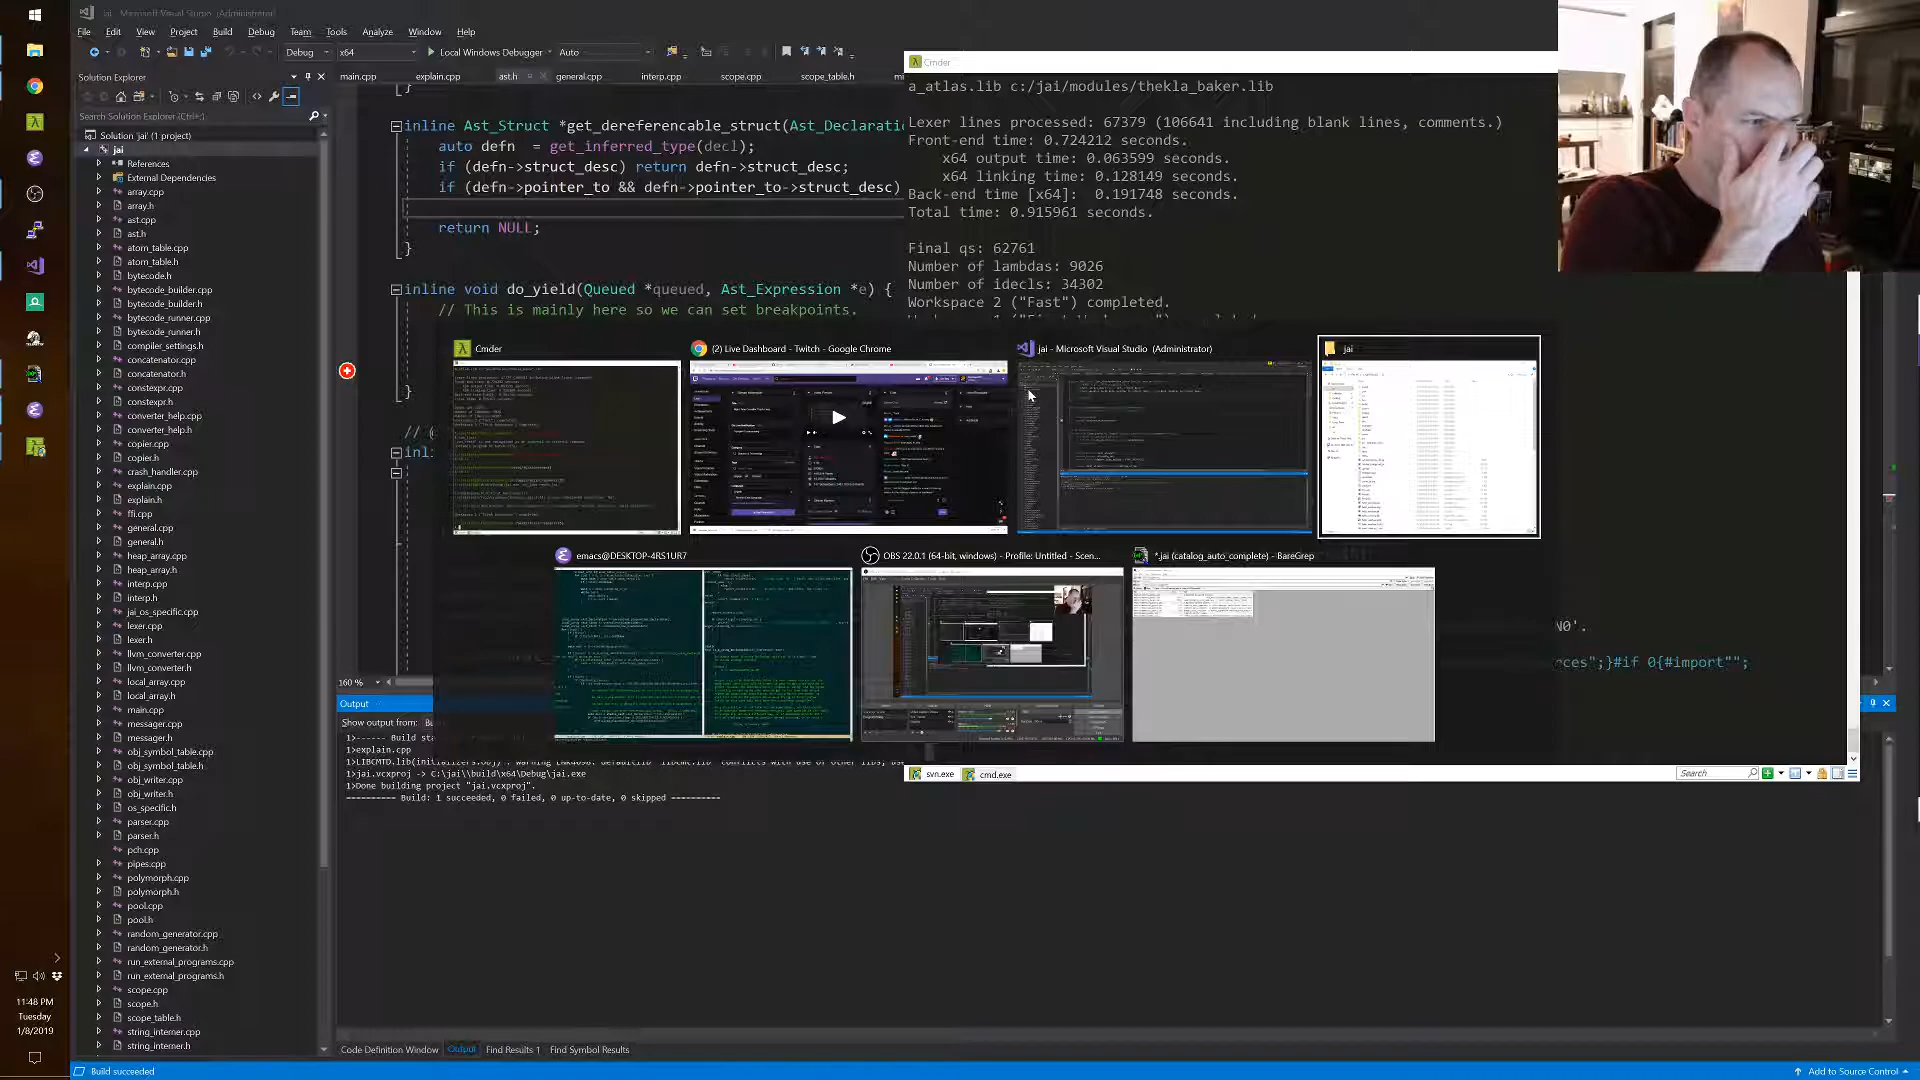 jai - Microsoft Visual Studio (Administrator)
File Edit View Project Build Debug Team Tools Analyze Window Help
Debug x64 Local Windows Debugger Auto
Solution Explorer
main.cpp explain.cpp ast.h general.cpp interp.cpp scope.cpp scope_table.h
Search Solution Explorer (Ctrl+;)
Solution 'jai' (1 project)
jai
References
External Dependencies
array.cpp
array.h
ast.cpp
ast.h
atom_table.cpp
atom_table.h
bytecode.h
bytecode_builder.cpp
bytecode_builder.h
bytecode_runner.cpp
bytecode_runner.h
compiler_settings.h
concatenator.cpp
concatenator.h
constexpr.cpp
constexpr.h
converter_help.cpp
converter_help.h
copier.cpp
copier.h
crash_handler.cpp
explain.cpp
explain.h
ffi.cpp
general.cpp
general.h
heap_array.cpp
heap_array.h
interp.cpp
interp.h
jai_os_specific.cpp
lexer.cpp
lexer.h
llvm_converter.cpp
llvm_converter.h
local_array.cpp
local_array.h
main.cpp
messager.cpp
messager.h
obj_symbol_table.cpp
obj_symbol_table.h
obj_writer.cpp
obj_writer.h
os_specific.h
parser.cpp
parser.h
pch.cpp
pipes.cpp
polymorph.cpp
polymorph.h
pool.cpp
pool.h
random_generator.cpp
random_generator.h
run_external_programs.cpp
run_external_programs.h
scope.cpp
scope.h
scope_table.h
string_interner.cpp
string_interner.h
}
inline Ast_Struct *get_dereferencable_struct(Ast_Declaratio
auto defn = get_inferred_type(decl);
if (defn->struct_desc) return defn->struct_desc;
if (defn->pointer_to && defn->pointer_to->struct_desc)
return NULL;
}
inline void do_yield(Queued *queued, Ast_Expression *e) {
// This is mainly here so we can set breakpoints.
}
// @
inli
160 %
Cmder
a_atlas.lib c:/jai/modules/thekla_baker.lib
Lexer lines processed: 67379 (106641 including blank lines, comments.)
Front-end time: 0.724212 seconds.
x64 output time: 0.063599 seconds.
x64 linking time: 0.128149 seconds.
Back-end time [x64]: 0.191748 seconds.
Total time: 0.915961 seconds.
Final qs: 62761
Number of lambdas: 9026
Number of idecls: 34302
Workspace 2 ("Fast") completed.
N0'.
rces";}#if 0{#import"";
svn.exe cmd.exe Search
Cmder
(2) Live Dashboard - Twitch - Google Chrome
jai - Microsoft Visual Studio (Administrator)
jai
emacs@DESKTOP-4RS1UR7
OBS 22.0.1 (64-bit, windows) - Profile: Untitled - Scen...
*.jai (catalog_auto_complete) - BareGrep
Output
Show output from: Bu
1>------ Build sta
1>explain.cpp
1>jai.vcxproj -> C:\jai\\build\x64\Debug\jai.exe
1>Done building project "jai.vcxproj".
========== Build: 1 succeeded, 0 failed, 0 up-to-date, 0 skipped ==========
Code Definition Window Output Find Results 1 Find Symbol Results
11:48 PM
Tuesday
1/8/2019
Build succeeded
Add to Source Control